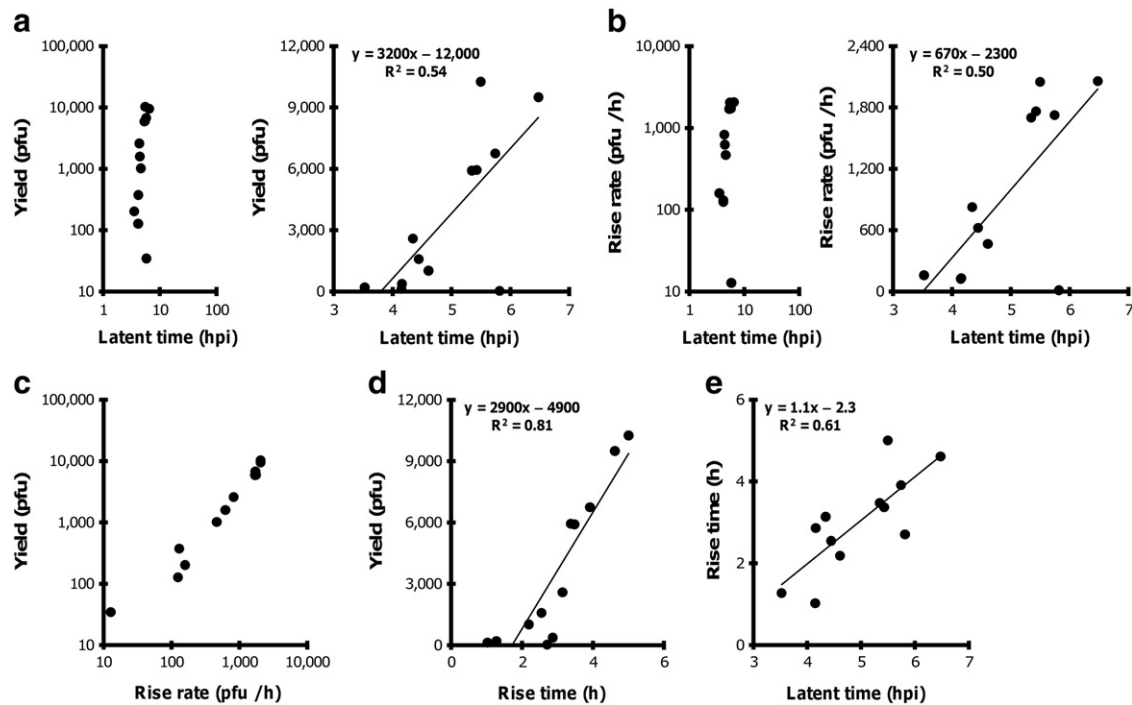 a
Yield (pfu)
100,000
10,000
1,000
100
10
1
10
100
Latent time (hpi)
Yield (pfu)
12,000
9,000
6,000
3,000
0
y = 3200x – 12,000
R² = 0.54
3
4
5
6
7
Latent time (hpi)
b
Rise rate (pfu /h)
10,000
1,000
100
10
1
10
100
Latent time (hpi)
Rise rate (pfu /h)
2,400
1,800
1,200
600
0
y = 670x – 2300
R² = 0.50
3
4
5
6
7
Latent time (hpi)
c
Yield (pfu)
100,000
10,000
1,000
100
10
10
100
1,000
10,000
Rise rate (pfu /h)
d
Yield (pfu)
12,000
9,000
6,000
3,000
0
y = 2900x – 4900
R² = 0.81
0
2
4
6
Rise time (h)
e
Rise time (h)
6
4
2
0
y = 1.1x – 2.3
R² = 0.61
3
4
5
6
7
Latent time (hpi)